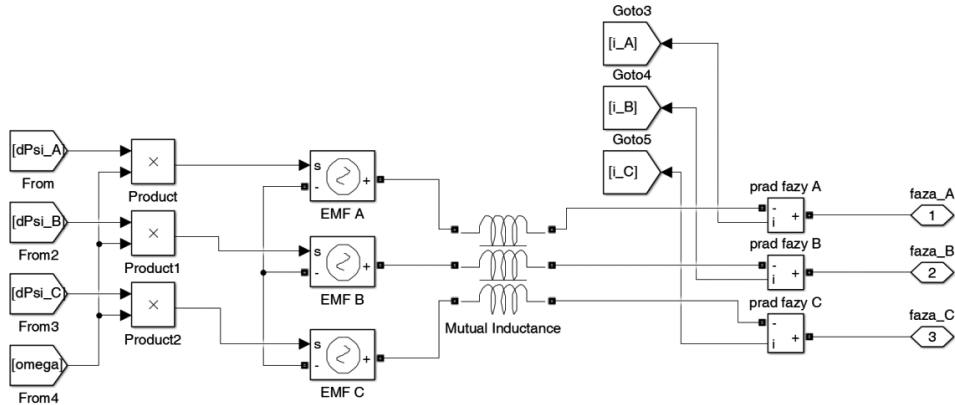 Goto3
[i_A]
Goto4
[i_B]
Goto5
[i_C]
[dPsi_A]
From
×
Product
s
-
+
EMF A
prad fazy A
-
i
+
faza_A
1
[dPsi_B]
From2
×
Product1
s
-
+
EMF B
prad fazy B
-
i
+
faza_B
2
[dPsi_C]
From3
×
Product2
Mutual Inductance
s
-
+
EMF C
prad fazy C
-
i
+
faza_C
3
[omega]
From4